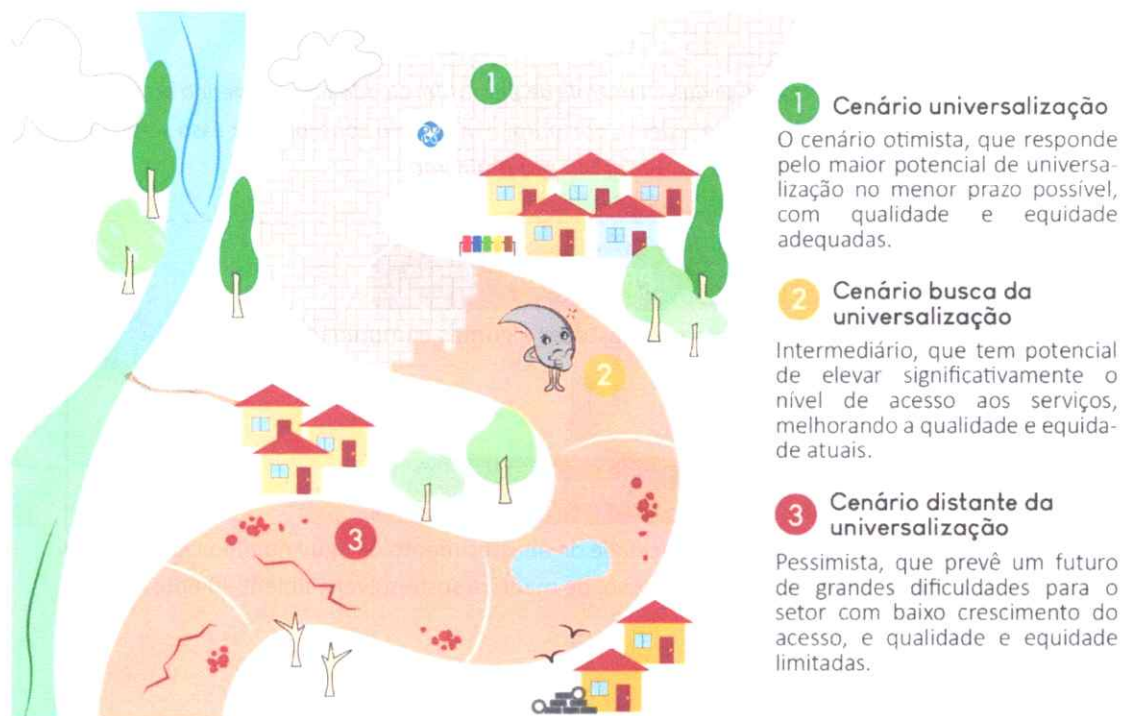 1
2
3
1 Cenário universalização
O cenário otimista, que responde
pelo maior potencial de universa-
lização no menor prazo possível,
com qualidade e equidade
adequadas.
2 Cenário busca da
universalização
Intermediário, que tem potencial
de elevar significativamente o
nível de acesso aos serviços,
melhorando a qualidade e equida-
de atuais.
3 Cenário distante da
universalização
Pessimista, que prevê um futuro
de grandes dificuldades para o
setor com baixo crescimento do
acesso, e qualidade e equidade
limitadas.